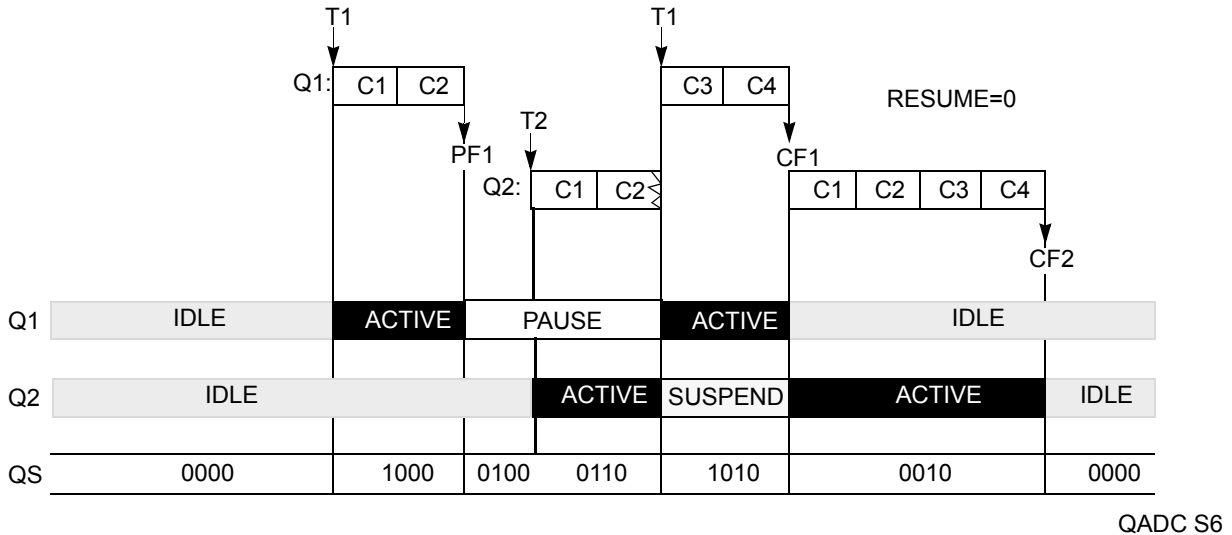 T1 T1
Q1: C1 C2 C3 C4 RESUME=0
T2
PF1 CF1
Q2: C1 C2 C1 C2 C3 C4
CF2
Q1 IDLE ACTIVE PAUSE ACTIVE IDLE
Q2 IDLE ACTIVE SUSPEND ACTIVE IDLE
QS 0000 1000 0100 0110 1010 0010 0000
QADC S6